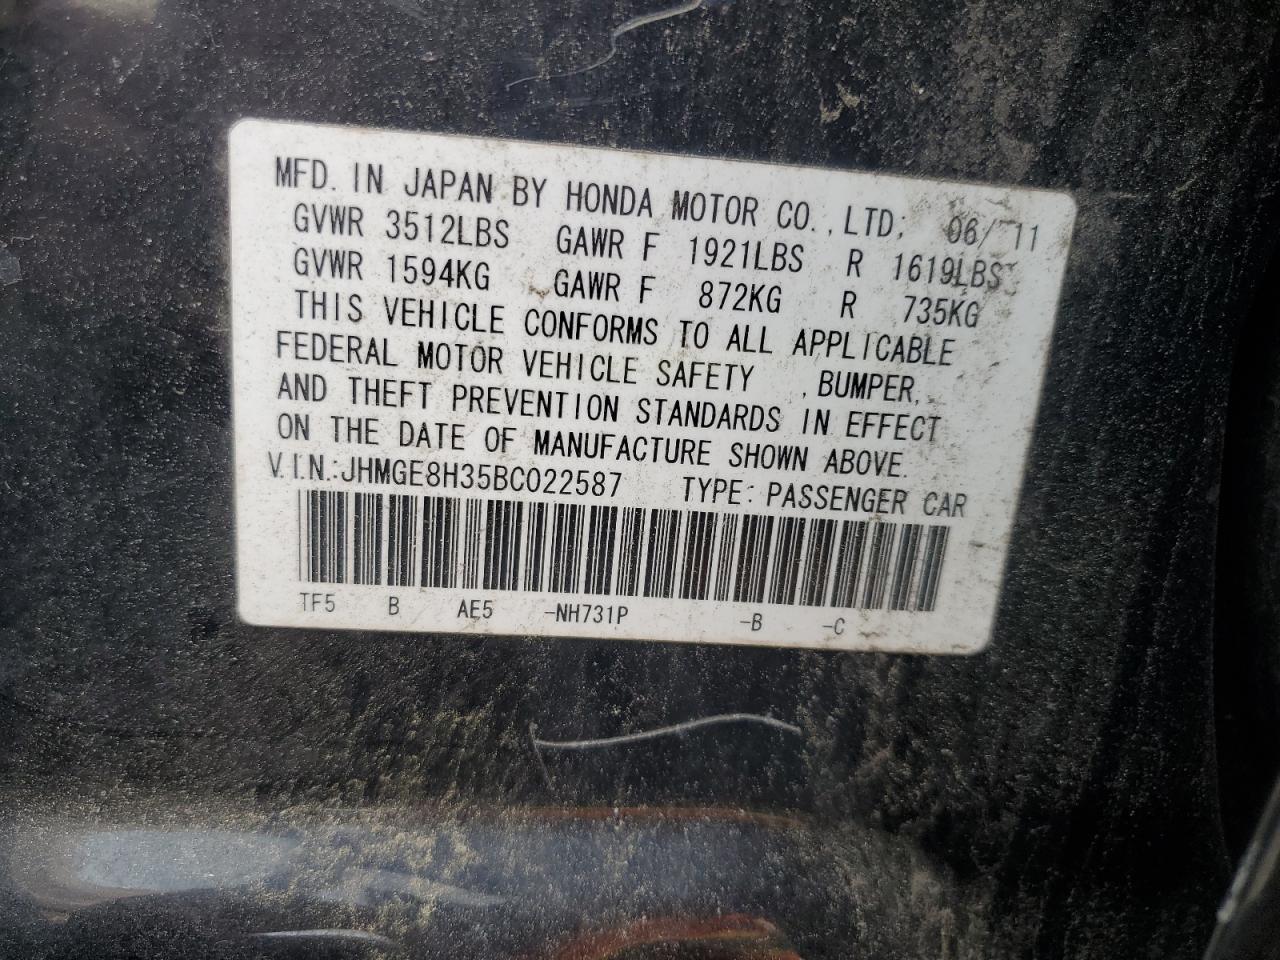 MFD. IN JAPAN BY HONDA MOTOR CO.,LTD; 06/ 11
GVWR 3512LBS GAWR F 1921LBS R 1619LBS
GVWR 1594KG GAWR F 872KG R 735KG
THIS VEHICLE CONFORMS TO ALL APPLICABLE
FEDERAL MOTOR VEHICLE SAFETY , BUMPER,
AND THEFT PREVENTION STANDARDS IN EFFECT
ON THE DATE OF MANUFACTURE SHOWN ABOVE.
V.I.N.:JHMGE8H35BC022587 TYPE: PASSENGER CAR
TF5 B AE5 -NH731P -B -C